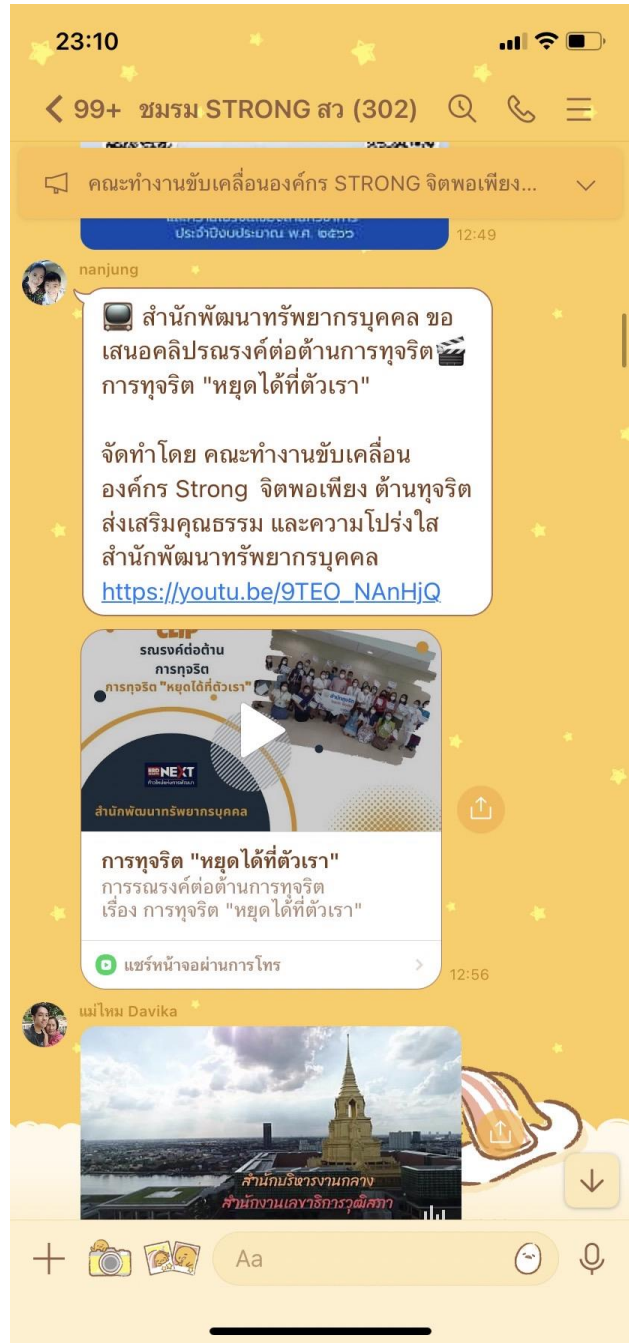 23:10
99+ ชมรม STRONG สว (302)
คณะทำงานขับเคลื่อนองค์กร STRONG จิตพอเพียง...
ประจำปีงบประมาณ พ.ศ. ๒๕๖๖
12:49
nanjung
สำนักพัฒนาทรัพยากรบุคคล ขอ
เสนอคลิปรณรงค์ต่อต้านการทุจริต
การทุจริต "หยุดได้ที่ตัวเรา"
จัดทำโดย คณะทำงานขับเคลื่อน
องค์กร Strong จิตพอเพียง ต้านทุจริต
ส่งเสริมคุณธรรม และความโปร่งใส
สำนักพัฒนาทรัพยากรบุคคล
https://youtu.be/9TEO_NAnHjQ
CLIP
รณรงค์ต่อต้าน
การทุจริต
การทุจริต "หยุดได้ที่ตัวเรา"
NEXT
สำนักพัฒนาทรัพยากรบุคคล
การทุจริต "หยุดได้ที่ตัวเรา"
การรณรงค์ต่อต้านการทุจริต
เรื่อง การทุจริต "หยุดได้ที่ตัวเรา"
แชร์หน้าจอผ่านการโทร
12:56
แม่ไหม Davika
สำนักบริหารงานกลาง
สำนักงานเลขาธิการวุฒิสภา
Aa